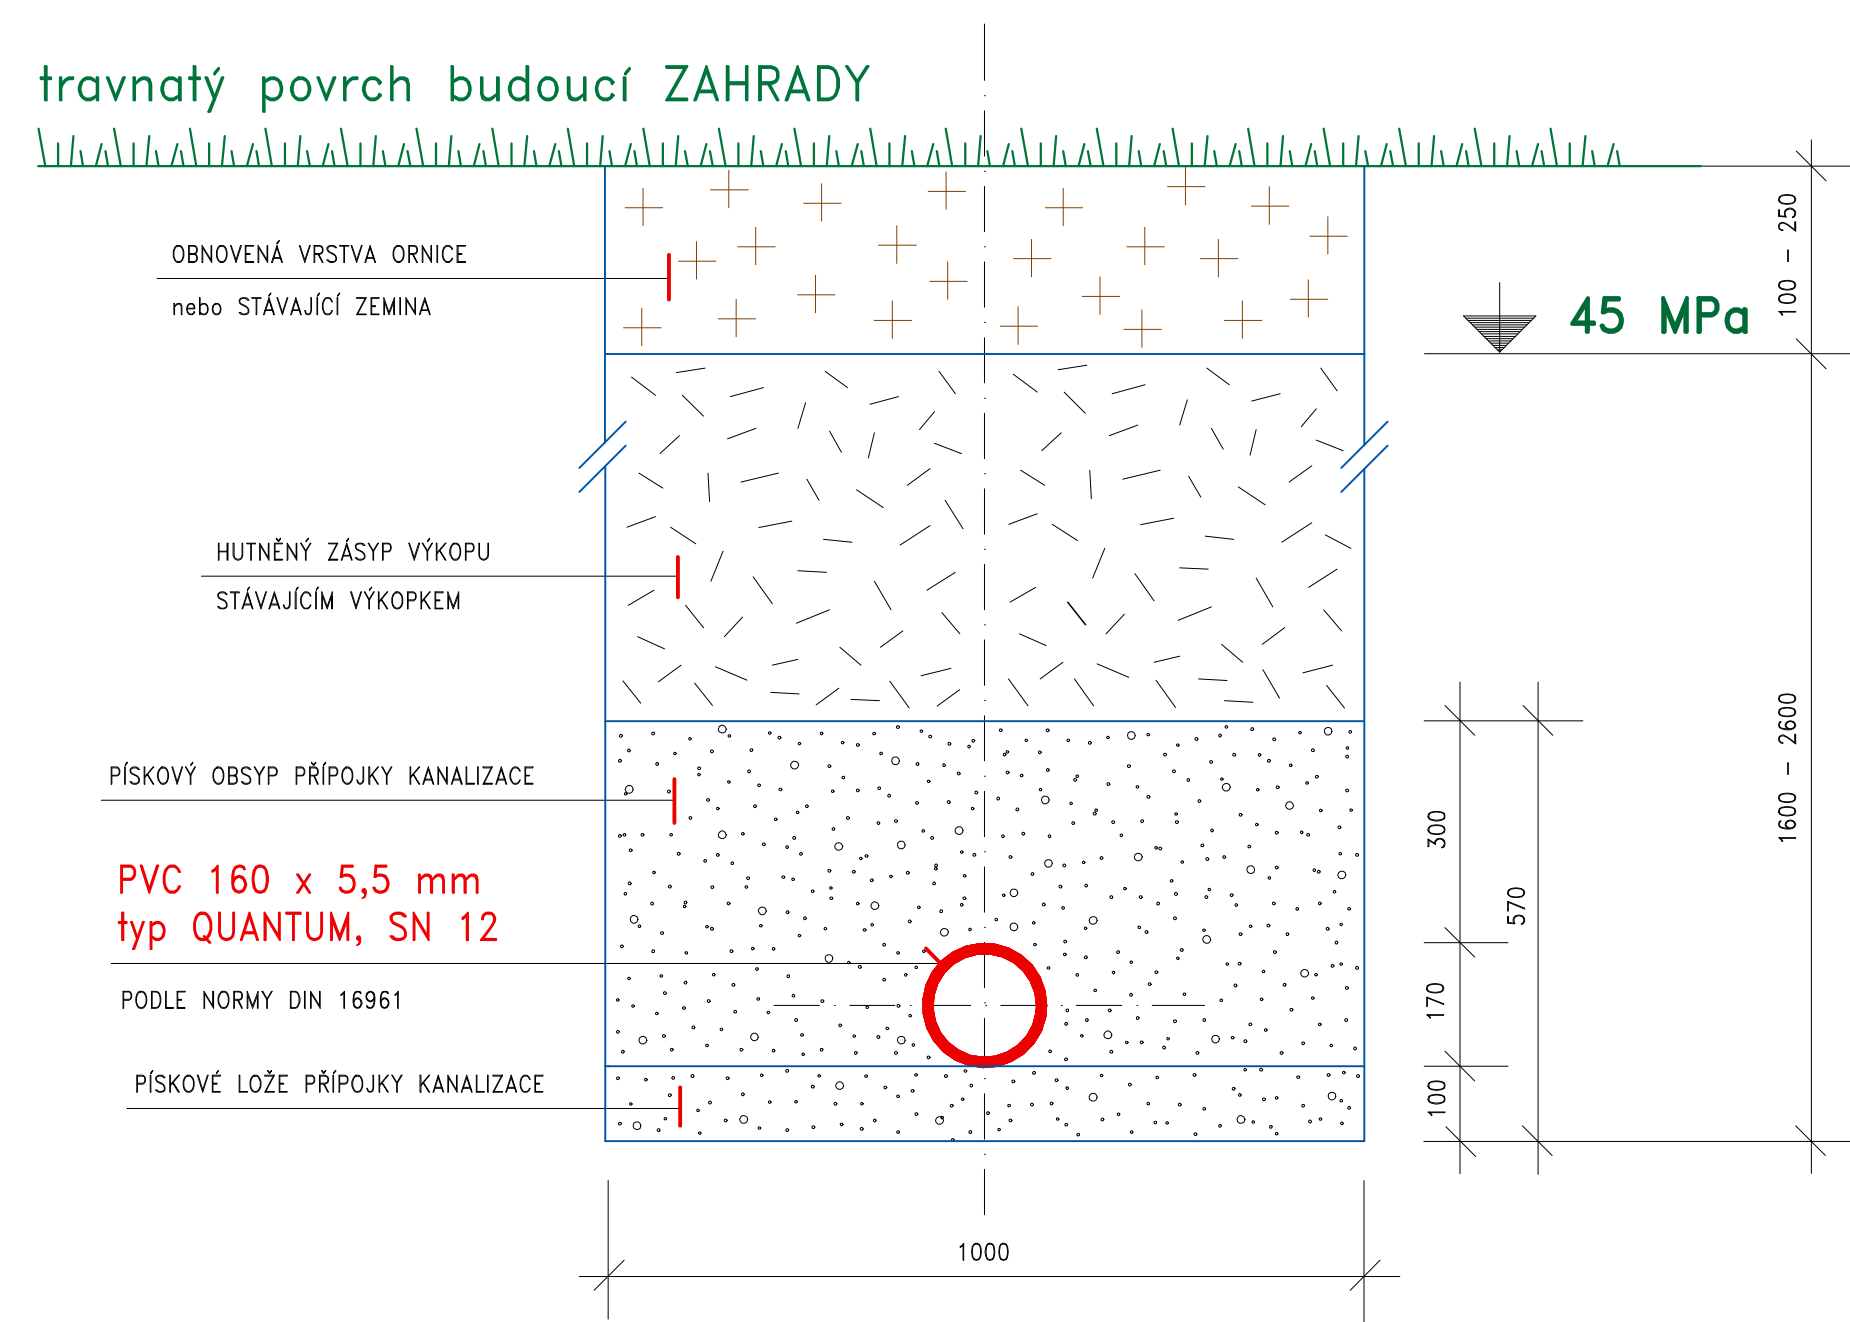 travnatý povrch budoucí ZAHRADY
OBNOVENÁ VRSTVA ORNICE
nebo STÁVAJÍCÍ ZEMINA
100 - 250
45 MPa
HUTNĚNÝ ZÁSYP VÝKOPU
STÁVAJÍCÍM VÝKOPKEM
1600 - 2600
PÍSKOVÝ OBSYP PŘÍPOJKY KANALIZACE
300
570
PVC 160 x 5,5 mm
typ QUANTUM, SN 12
PODLE NORMY DIN 16961
170
PÍSKOVÉ LOŽE PŘÍPOJKY KANALIZACE
100
1000